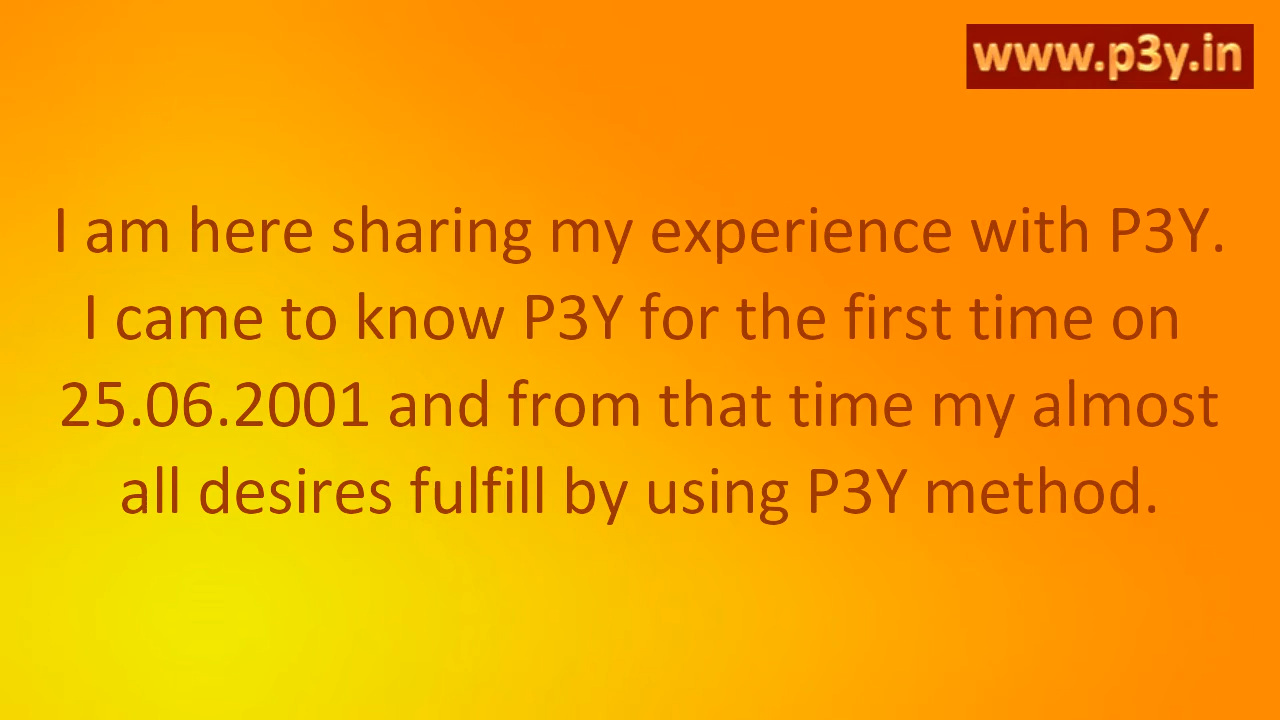 www.p3y.in
I am here sharing my experience with P3Y.
I came to know P3Y for the first time on
25.06.2001 and from that time my almost
all desires fulfill by using P3Y method.